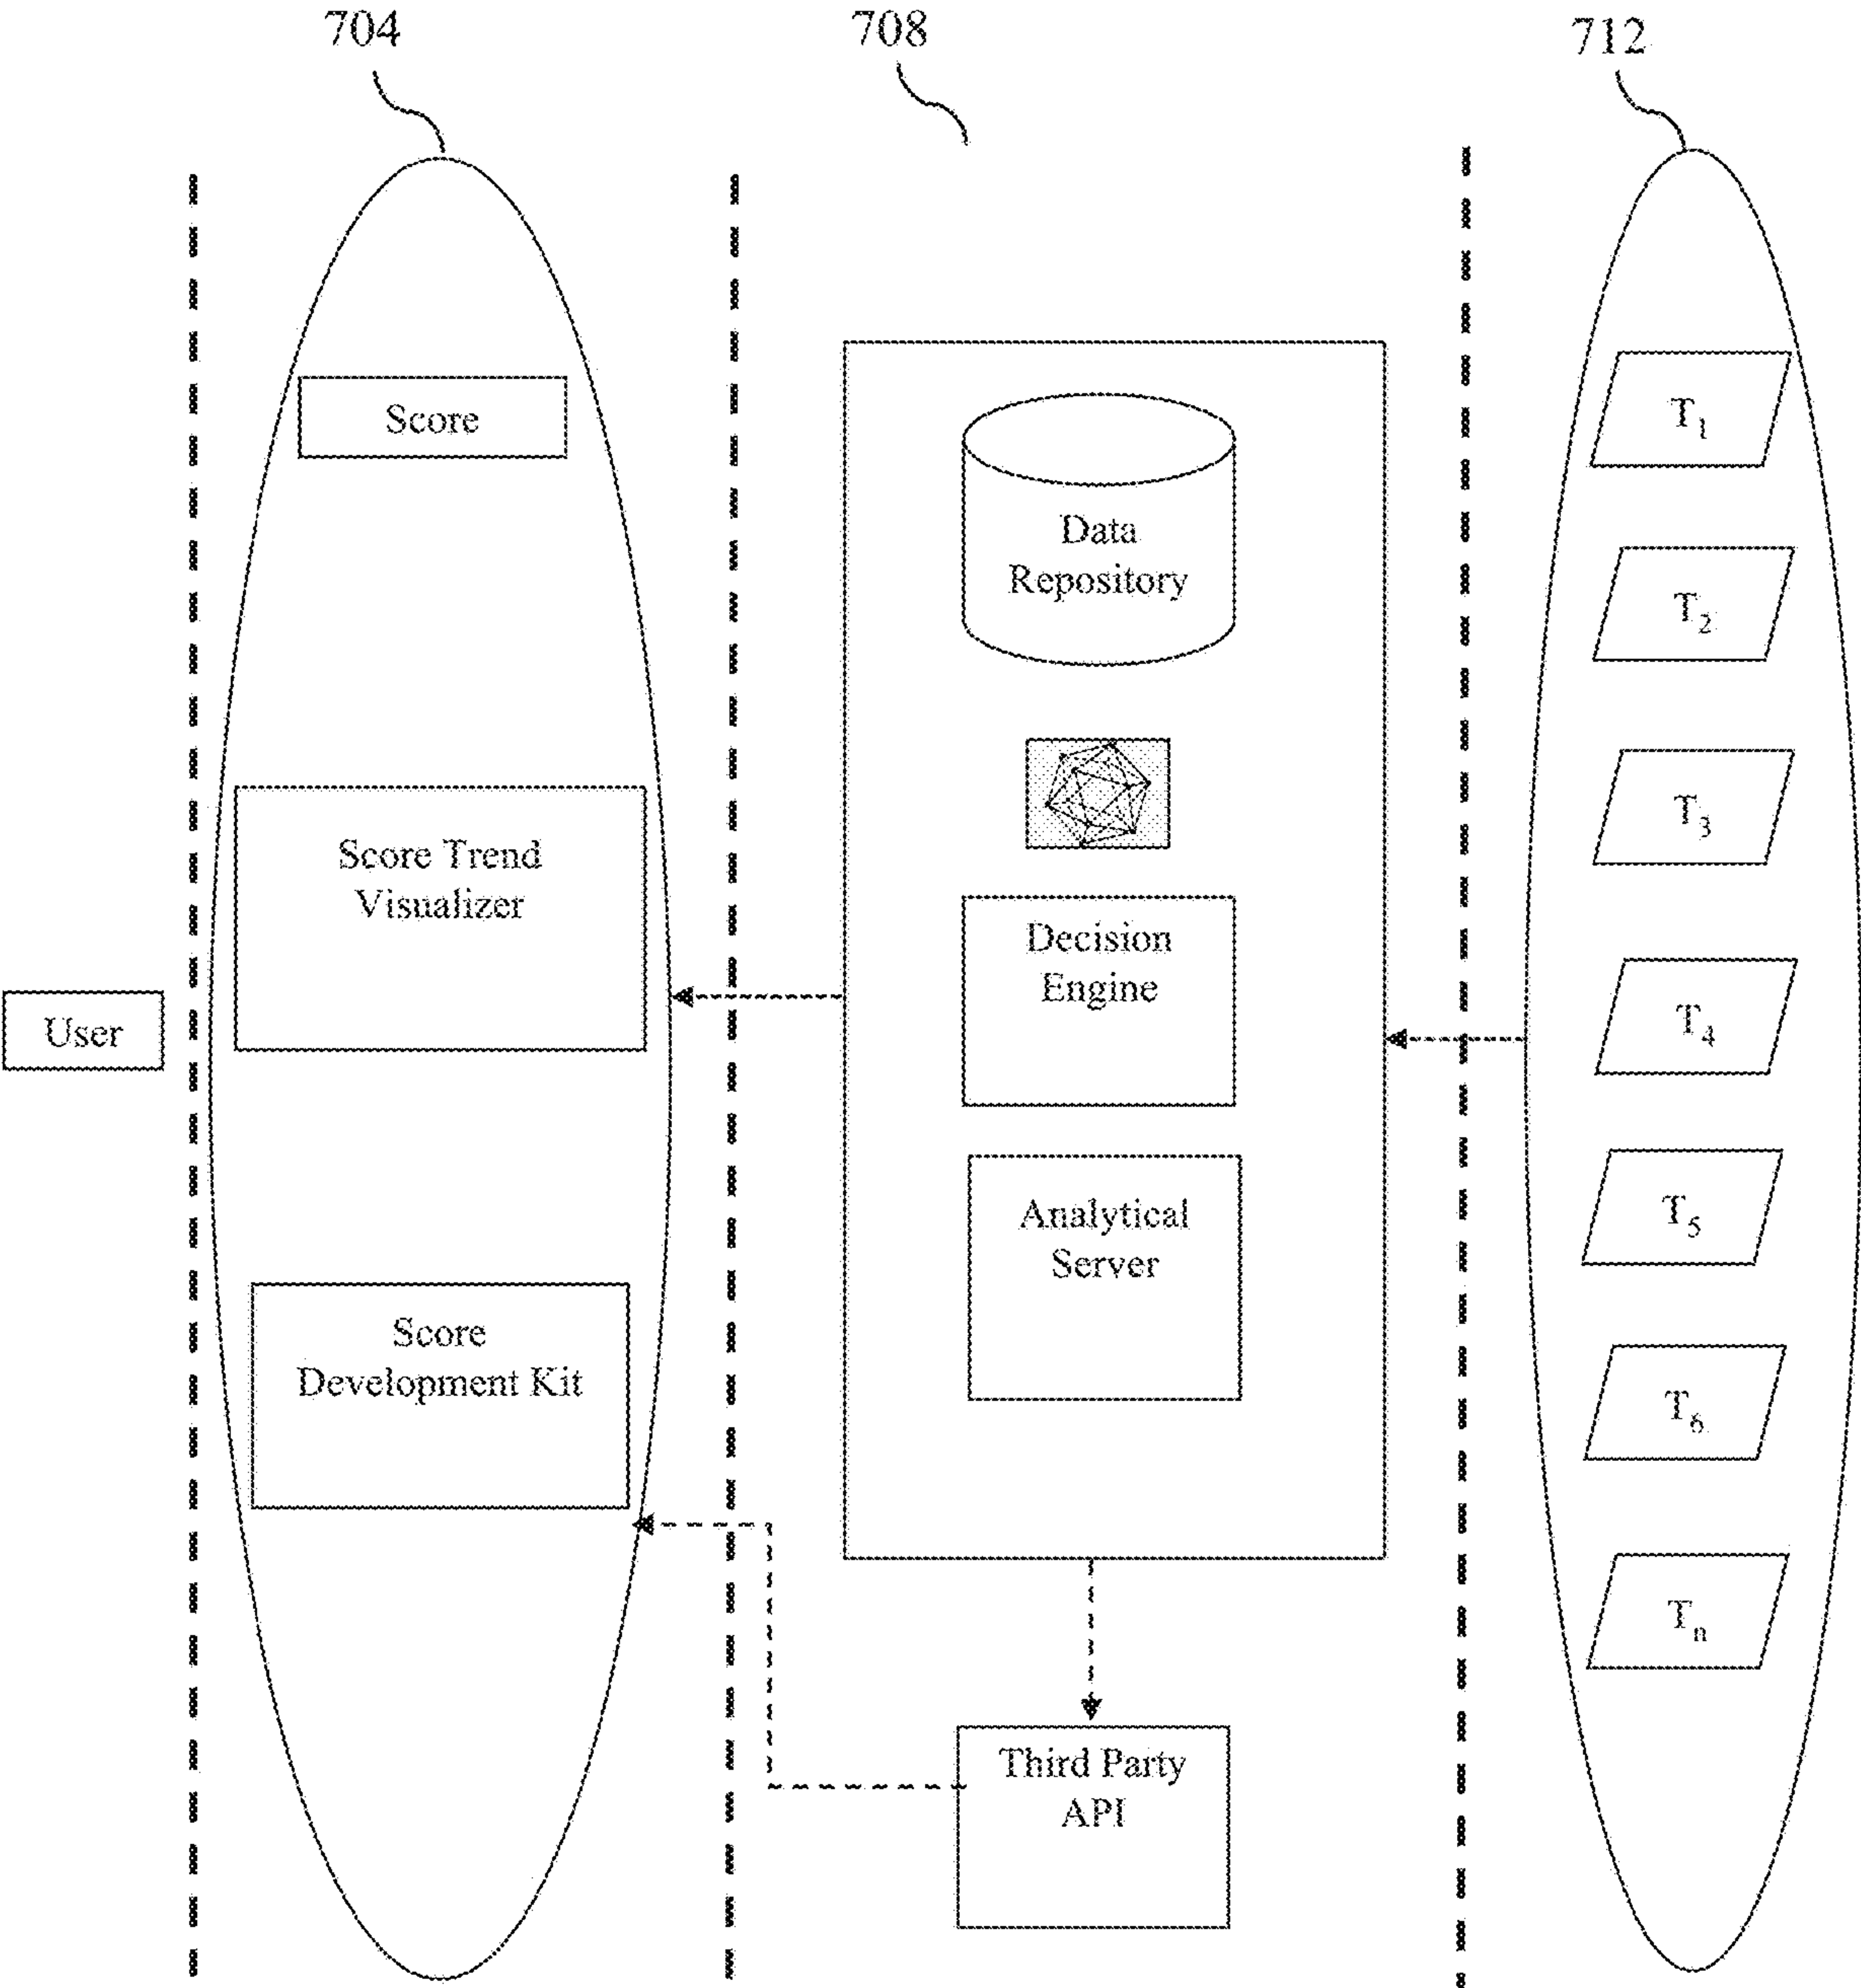 704
708
712
Score
Score Trend
Visualizer
User
Score
Development Kit
Data
Repository
Decision
Engine
Analytical
Server
Third Party
API
T1
T2
T3
T4
T5
T6
Tn